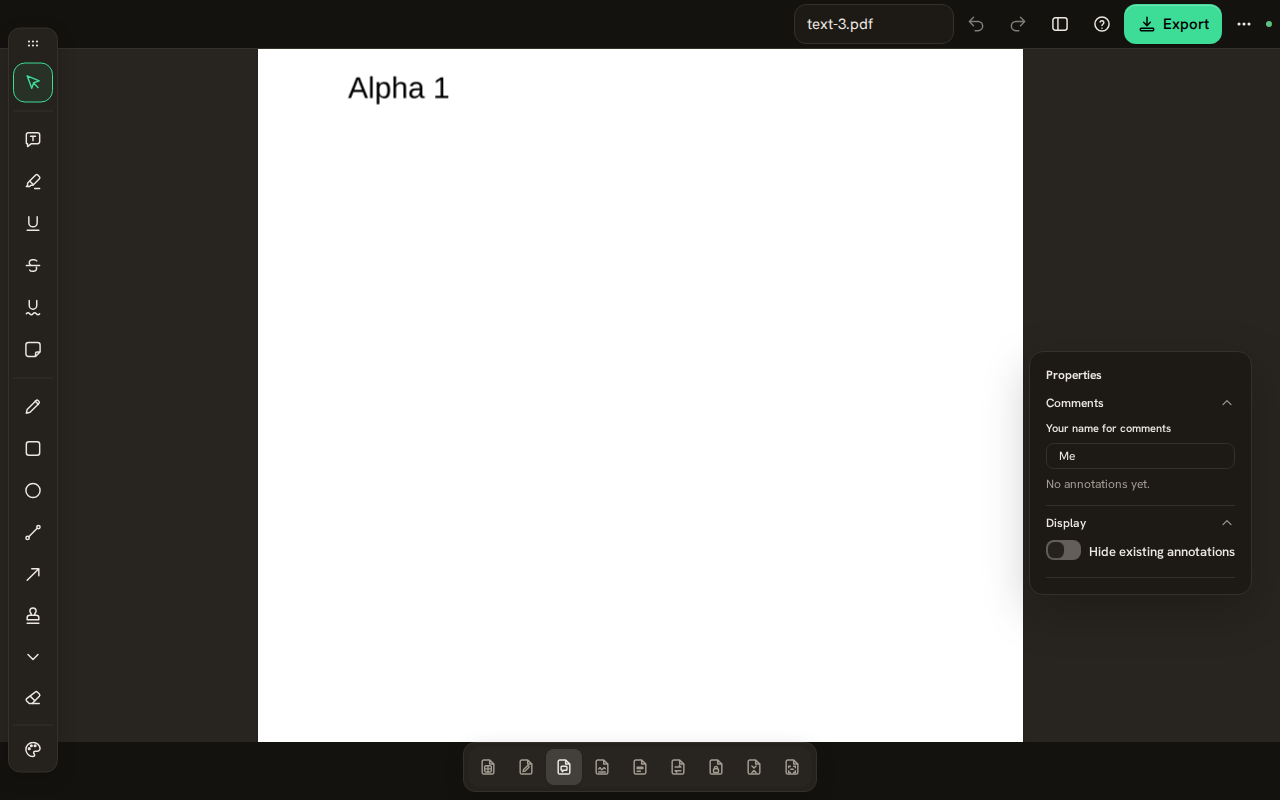 text-3.pdf
Export
Alpha 1
Properties
Comments
Your name for comments
Me
No annotations yet.
Display
Hide existing annotations